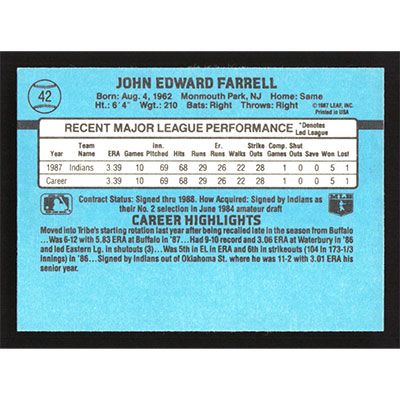 42
JOHN EDWARD FARRELL
Born: Aug. 4, 1962 Monmouth Park, NJ Home: Same
Ht.: 6'4" Wgt.: 210 Bats: Right Throws: Right
© 1987 LEAF, INC.
Printed in USA
RECENT MAJOR LEAGUE PERFORMANCE *Denotes Led League
Year Team Name ERA Games Inn. Pitched Hits Runs Er. Runs Walks Strike Outs Comp. Games Shut Outs Save Won Lost
1987 Indians 3.39 10 69 68 29 26 22 28 1 0 0 5 1
Career 3.39 10 69 68 29 26 22 28 1 0 0 5 1
Contract Status: Signed thru 1988. How Acquired: Signed by Indians as
their No. 2 selection in June 1984 amateur draft
MLB
CAREER HIGHLIGHTS
Moved into Tribe's starting rotation last year after being recalled late in the season from Buffalo
...Was 6-12 with 5.83 ERA at Buffalo in '87...Had 9-10 record and 3.06 ERA at Waterbury in '86
and led Eastern Lg. in shutouts (3)...Was 5th in EL in ERA and 6th in strikeouts (104 in 173-1/3
innings) in '86...Signed by Indians out of Oklahoma St. where he was 11-2 with 3.01 ERA his
senior year.